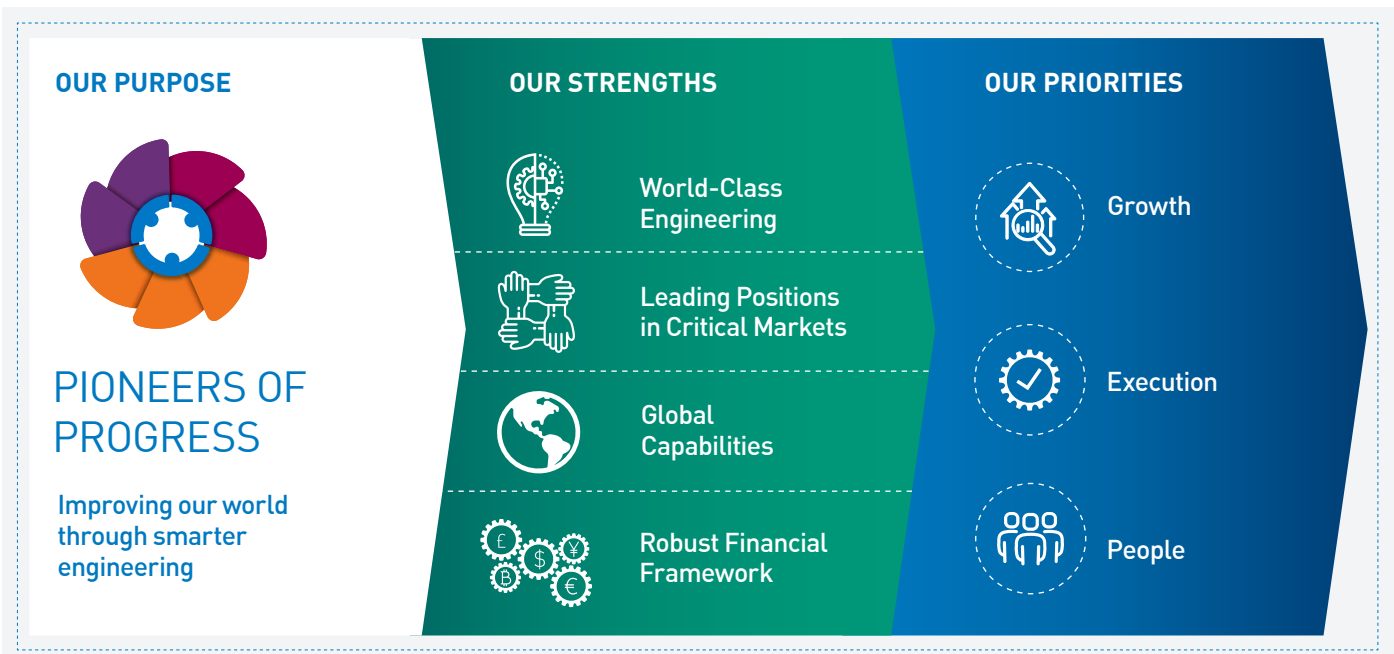 OUR PURPOSE
PIONEERS OF
PROGRESS
Improving our world
through smarter
engineering
OUR STRENGTHS
World-Class
Engineering
Leading Positions
in Critical Markets
Global
Capabilities
£
$
¥
₿
€
Robust Financial
Framework
OUR PRIORITIES
Growth
Execution
People